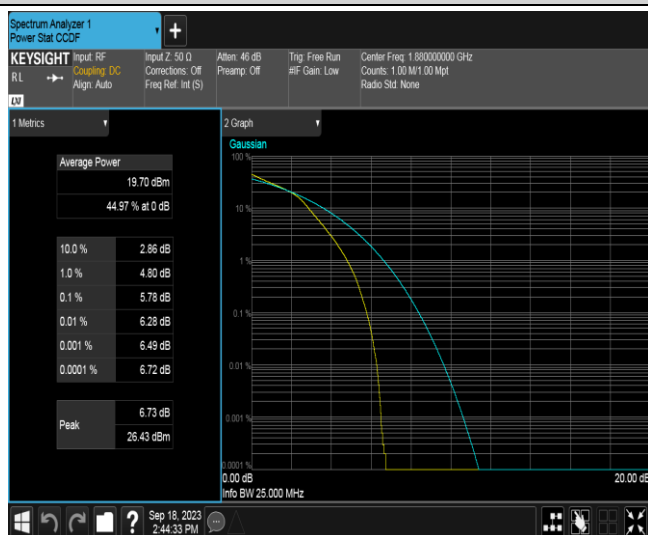 Spectrum Analyzer 1
Power Stat CCDF
KEYSIGHT
R L
LXI
Input: RF
Coupling: DC
Align: Auto
Input Z: 50 Ω
Corrections: Off
Freq Ref: Int (S)
Atten: 46 dB
Preamp: Off
Trig: Free Run
#IF Gain: Low
Center Freq: 1.880000000 GHz
Counts: 1.00 M/1.00 Mpt
Radio Std: None
1 Metrics
Average Power
19.70 dBm
44.97 % at 0 dB
10.0 % 2.86 dB
1.0 % 4.80 dB
0.1 % 5.78 dB
0.01 % 6.28 dB
0.001 % 6.49 dB
0.0001 % 6.72 dB
Peak
6.73 dB
26.43 dBm
2 Graph
Gaussian
100 %
10 %
1 %
0.1 %
0.01 %
0.001 %
0.0001 %
0.00 dB 20.00 dB
Info BW 25.000 MHz
?
Sep 18, 2023
2:44:33 PM